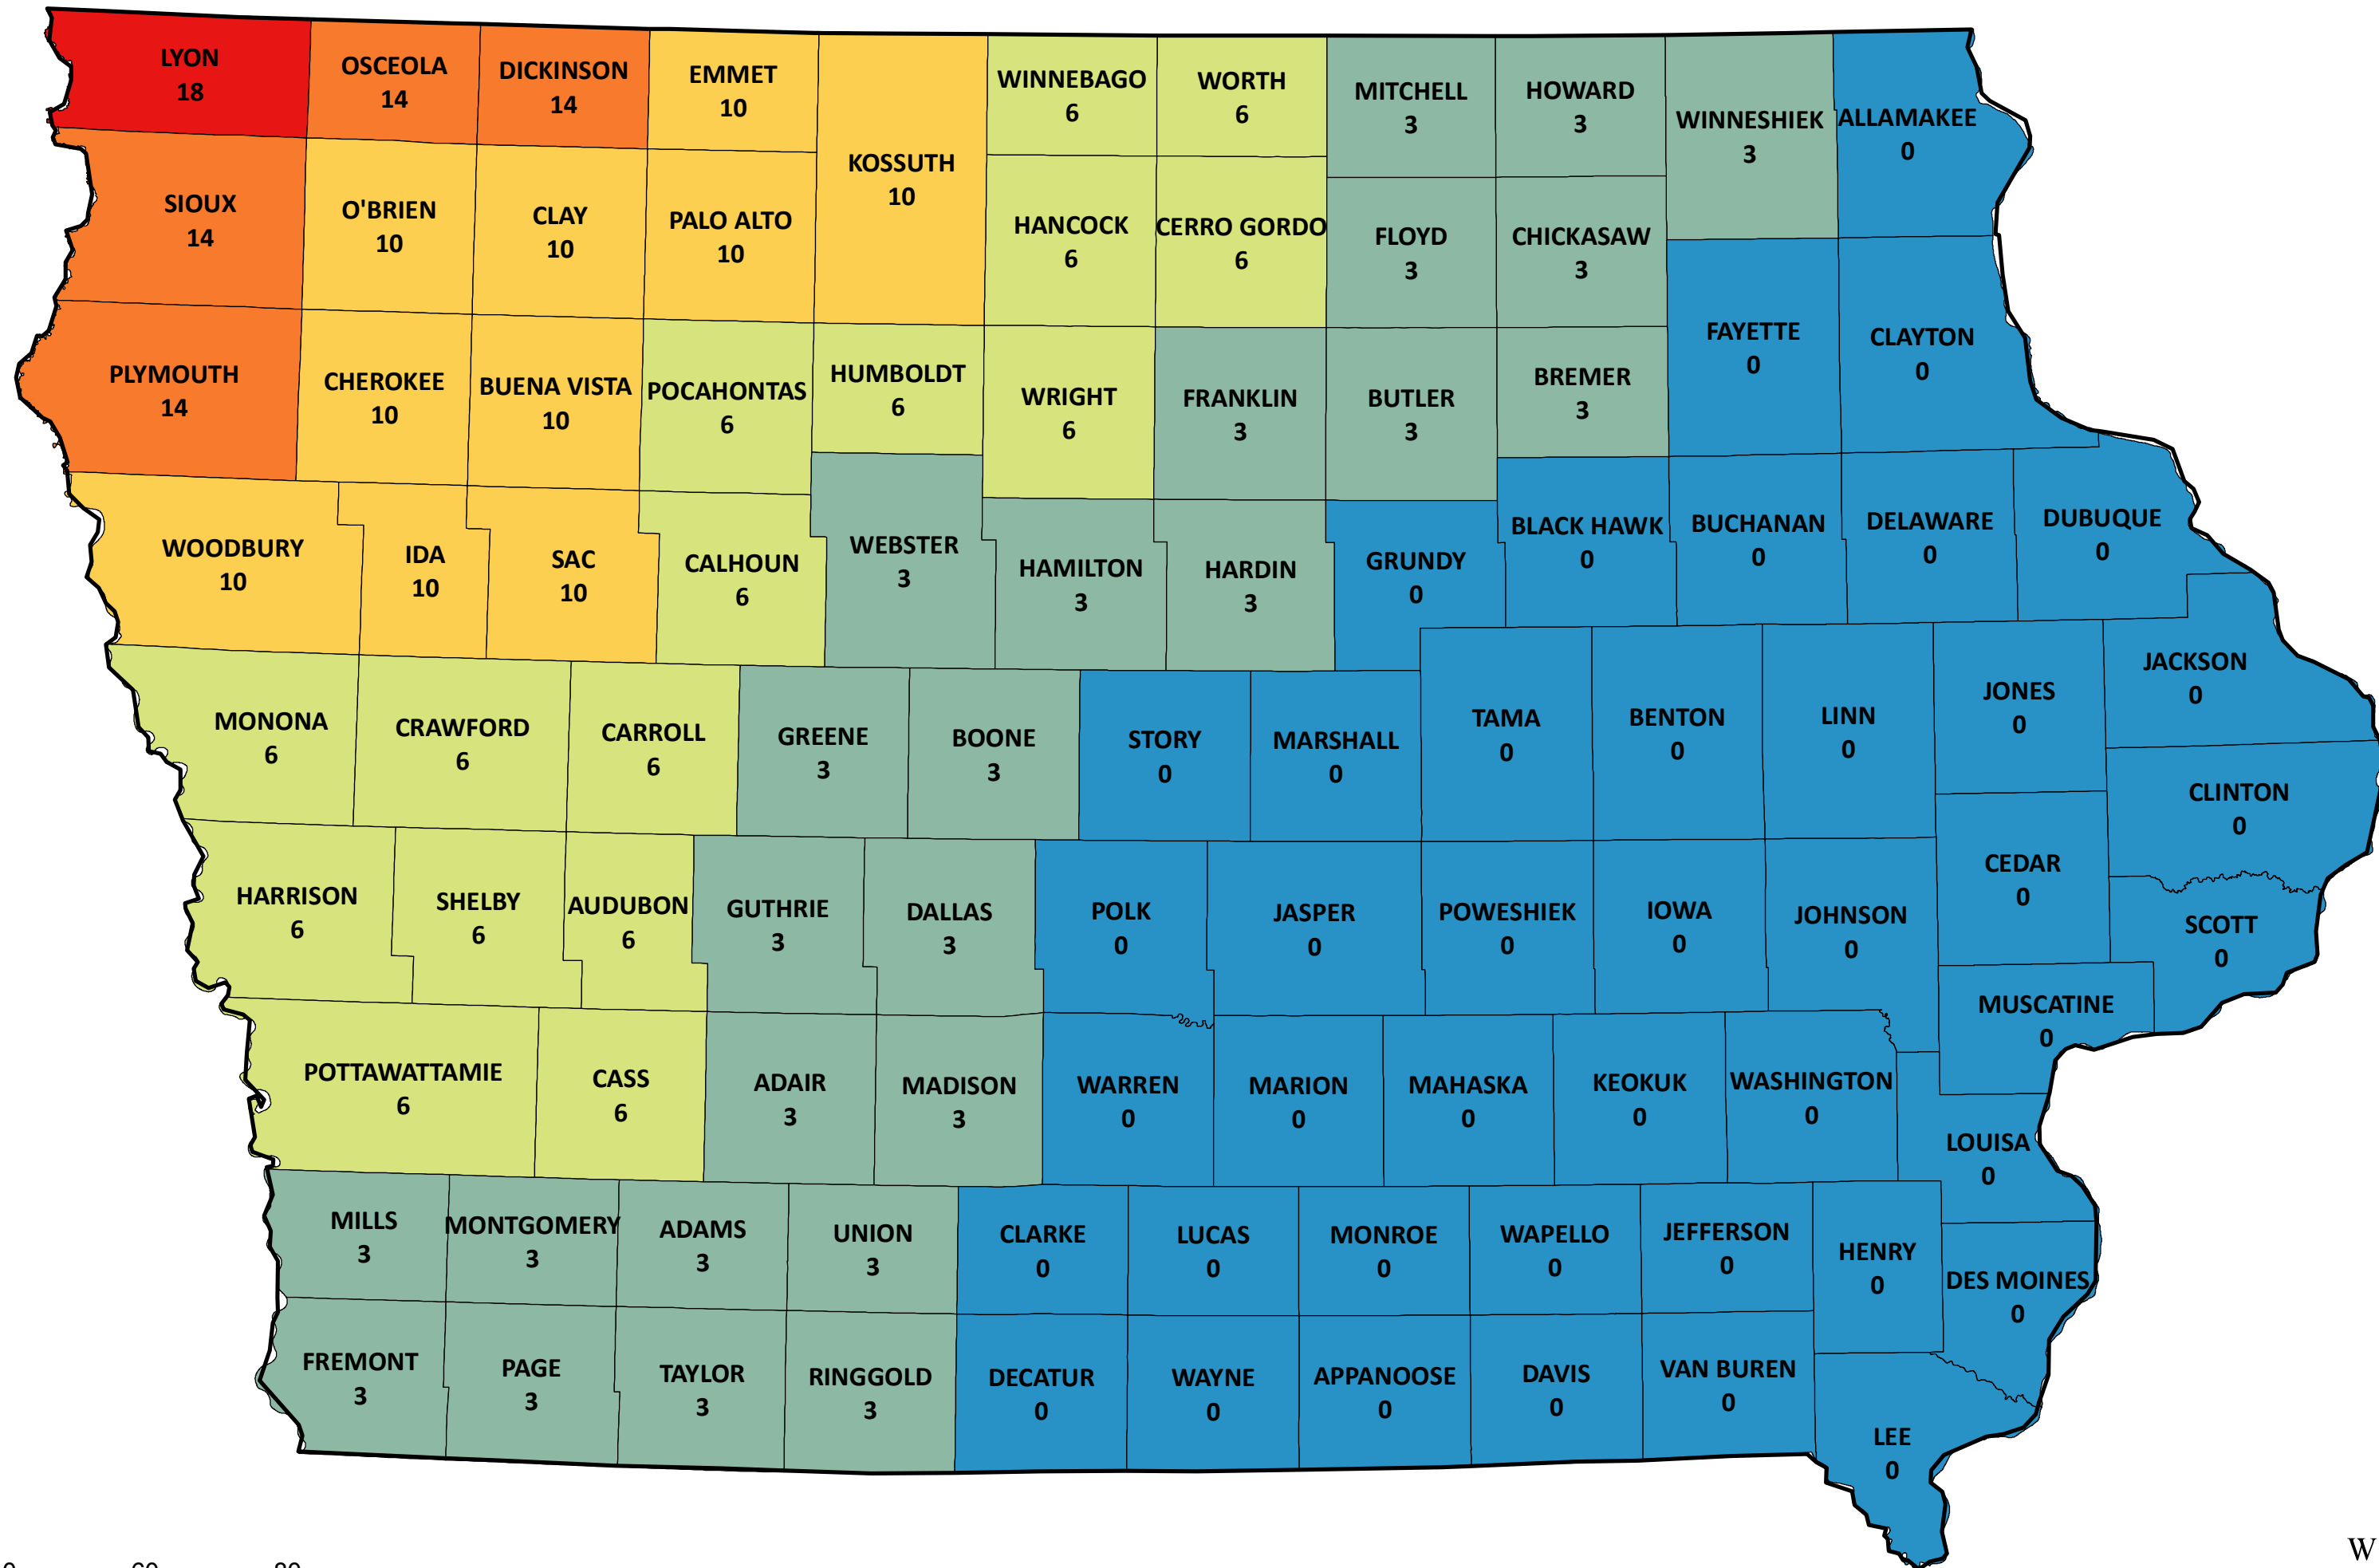 LYON
18
OSCEOLA
14
DICKINSON
14
EMMET
10
KOSSUTH
10
WINNEBAGO
6
WORTH
6
MITCHELL
3
HOWARD
3
WINNESHIEK
3
ALLAMAKEE
0
SIOUX
14
O'BRIEN
10
CLAY
10
PALO ALTO
10
HANCOCK
6
CERRO GORDO
6
FLOYD
3
CHICKASAW
3
FAYETTE
0
CLAYTON
0
PLYMOUTH
14
CHEROKEE
10
BUENA VISTA
10
POCAHONTAS
6
HUMBOLDT
6
WRIGHT
6
FRANKLIN
3
BUTLER
3
BREMER
3
WOODBURY
10
IDA
10
SAC
10
CALHOUN
6
WEBSTER
3
HAMILTON
3
HARDIN
3
GRUNDY
0
BLACK HAWK
0
BUCHANAN
0
DELAWARE
0
DUBUQUE
0
MONONA
6
CRAWFORD
6
CARROLL
6
GREENE
3
BOONE
3
STORY
0
MARSHALL
0
TAMA
0
BENTON
0
LINN
0
JONES
0
JACKSON
0
CLINTON
0
HARRISON
6
SHELBY
6
AUDUBON
6
GUTHRIE
3
DALLAS
3
POLK
0
JASPER
0
POWESHIEK
0
IOWA
0
JOHNSON
0
CEDAR
0
SCOTT
0
MUSCATINE
0
POTTAWATTAMIE
6
CASS
6
ADAIR
3
MADISON
3
WARREN
0
MARION
0
MAHASKA
0
KEOKUK
0
WASHINGTON
0
LOUISA
0
MILLS
3
MONTGOMERY
3
ADAMS
3
UNION
3
CLARKE
0
LUCAS
0
MONROE
0
WAPELLO
0
JEFFERSON
0
HENRY
0
DES MOINES
0
FREMONT
3
PAGE
3
TAYLOR
3
RINGGOLD
3
DECATUR
0
WAYNE
0
APPANOOSE
0
DAVIS
0
VAN BUREN
0
LEE
0
W